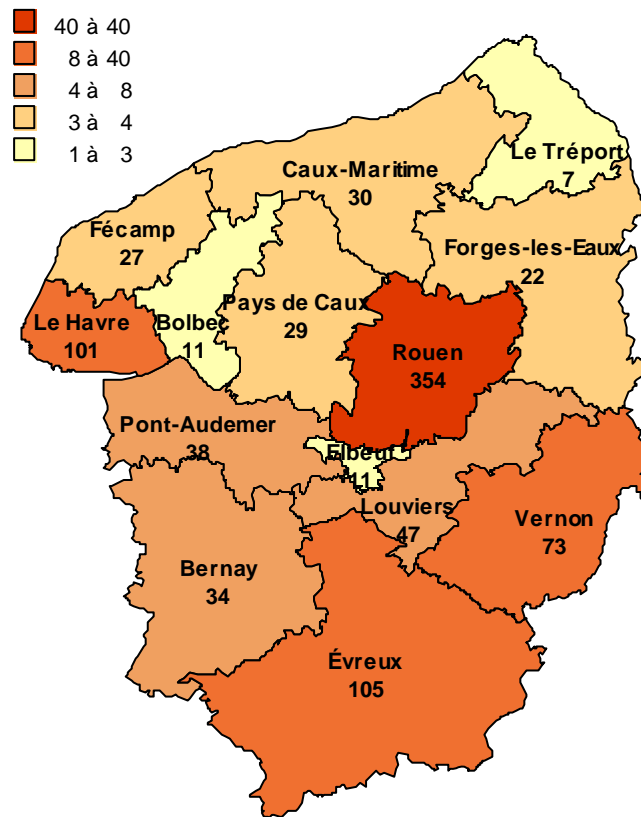 40 à 40
8 à 40
4 à 8
3 à 4
1 à 3
Le Tréport
7
Caux-Maritime
30
Fécamp
27
Forges-les-Eaux
22
Pays de Caux
29
Le Havre
101
Bolbec
11
Rouen
354
Pont-Audemer
38
Elbeuf
11
Louviers
47
Vernon
73
Bernay
34
Évreux
105